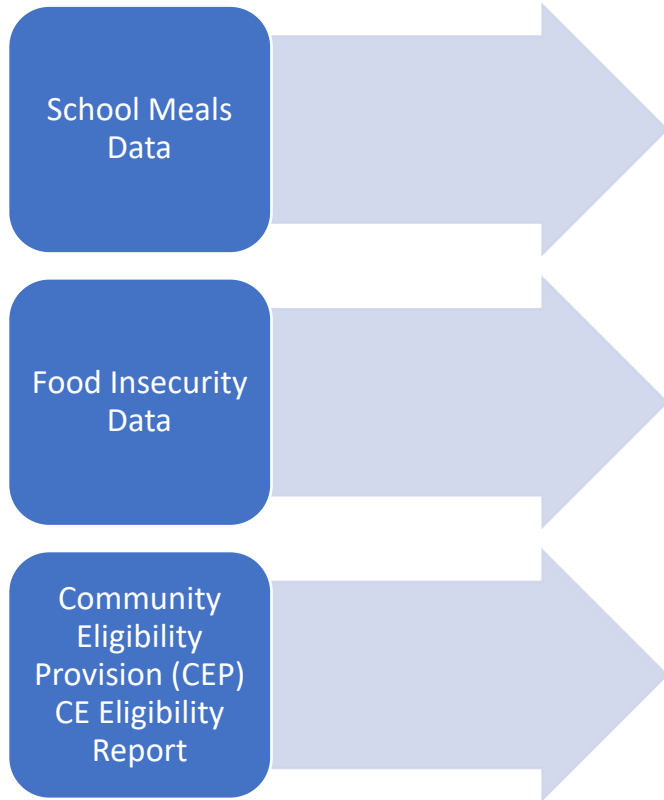 School Meals
Data
Food Insecurity
Data
Community
Eligibility
Provision (CEP)
CE Eligibility
Report